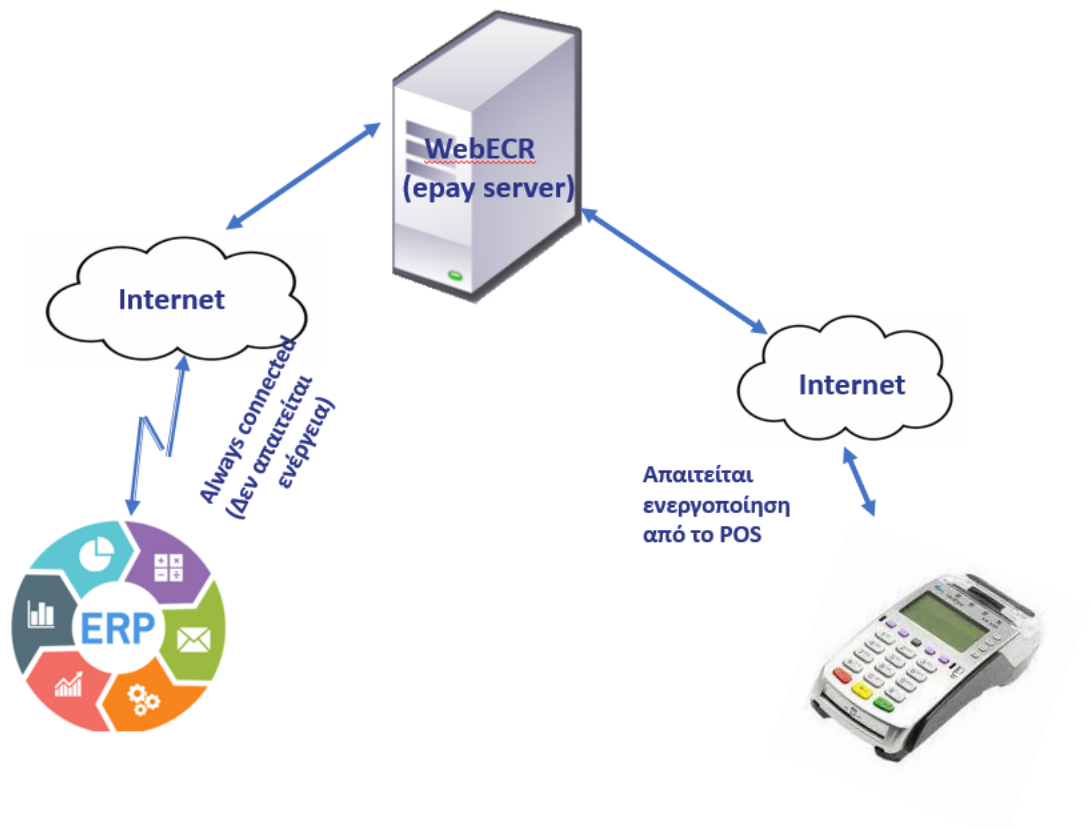 WebECR
(epay server)
Internet
Always connected
(Δεν απαιτείται
ενέργεια)
Internet
Απαιτείται
ενεργοποίηση
από το POS
ERP